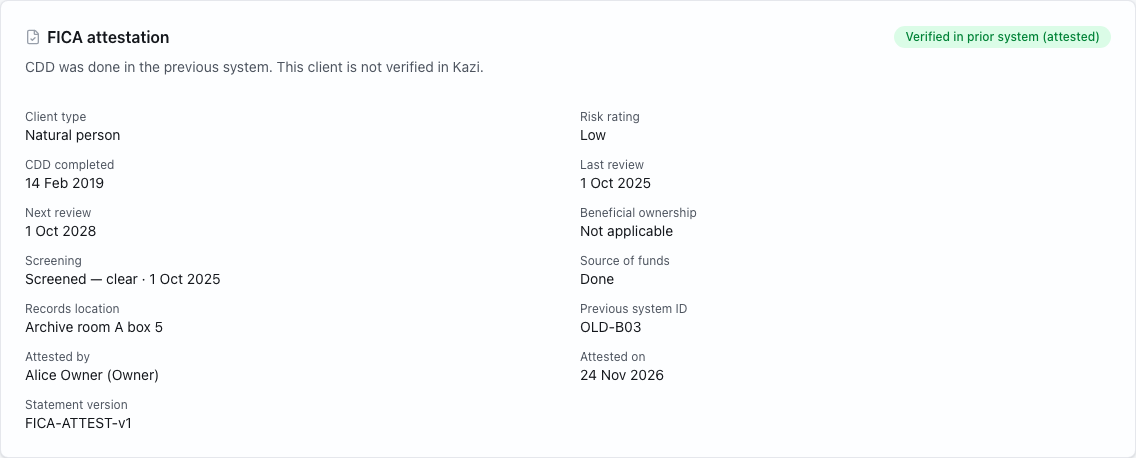 FICA attestation
Verified in prior system (attested)
CDD was done in the previous system. This client is not verified in Kazi.
Client type
Natural person
Risk rating
Low
CDD completed
14 Feb 2019
Last review
1 Oct 2025
Next review
1 Oct 2028
Beneficial ownership
Not applicable
Screening
Screened — clear · 1 Oct 2025
Source of funds
Done
Records location
Archive room A box 5
Previous system ID
OLD-B03
Attested by
Alice Owner (Owner)
Attested on
24 Nov 2026
Statement version
FICA-ATTEST-v1